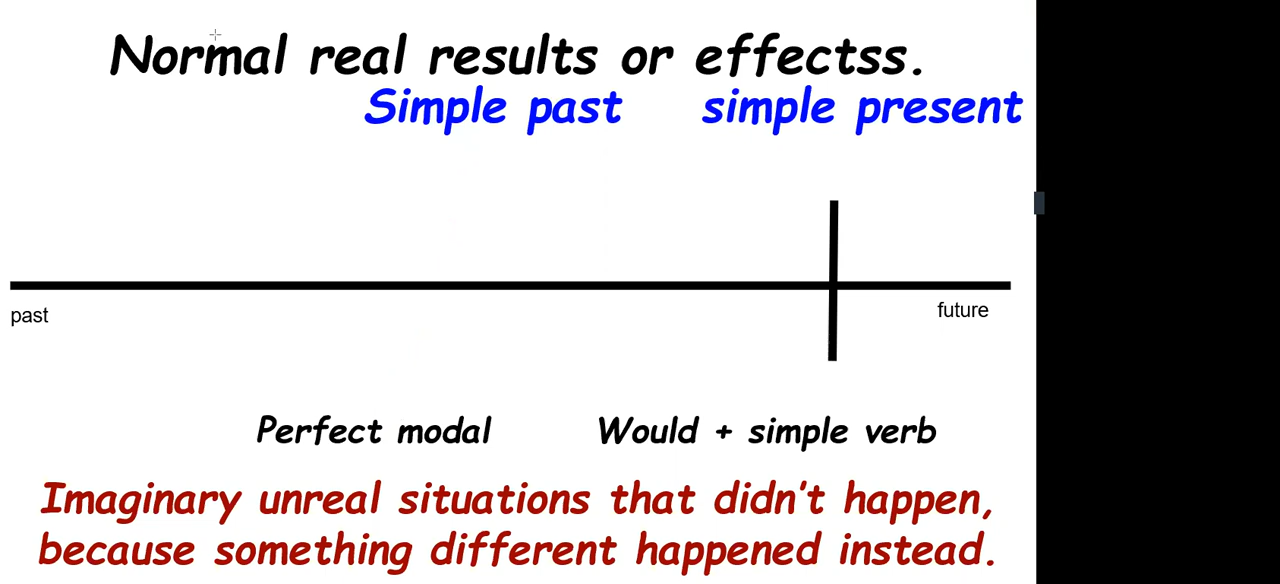 Normal real results or effectss.
Simple past simple present
past future
Perfect modal Would + simple verb
Imaginary unreal situations that didn't happen,
because something different happened instead.